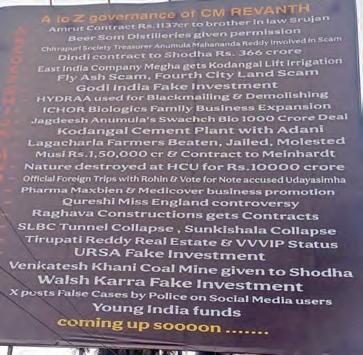 A to Z governance of CM REVANTH
Amrut Contract Rs.1137cr to brother in law Srujan
Beer Som Distilleries given permission
Chitrapuri Society Treasurer Anumula Mahananda Reddy Involved in Scam
Dindi contract to Shodha Rs. 366 crore
East India Company Megha gets Kodangal Lift Irrigation
Fly Ash Scam, Fourth City Land Scam
Godi India Fake Investment
HYDRAA used for Blackmailing & Demolishing
ICHOR Biologics Family Business Expansion
Jagdeesh Anumula's Swachch Bio 1000 Crore Deal
Kodangal Cement Plant with Adani
Lagacharla Farmers Beaten, Jailed, Molested
Musi Rs.1,50,000 cr & Contract to Meinhardt
Nature destroyed at HCU for Rs.10000 crore
Official Foreign Trips with Rohin & Vote for Note accused Udayasimha
Pharma Maxbien & Medicover business promotion
Qureshi Miss England controversy
Raghava Constructions gets Contracts
SLBC Tunnel Collapse , Sunkishala Collapse
Tirupati Reddy Real Estate & VVVIP Status
URSA Fake Investment
Venkatesh Khani Coal Mine given to Shodha
Walsh Karra Fake Investment
X posts False Cases by Police on Social Media users
Young India funds
coming up soooon .......